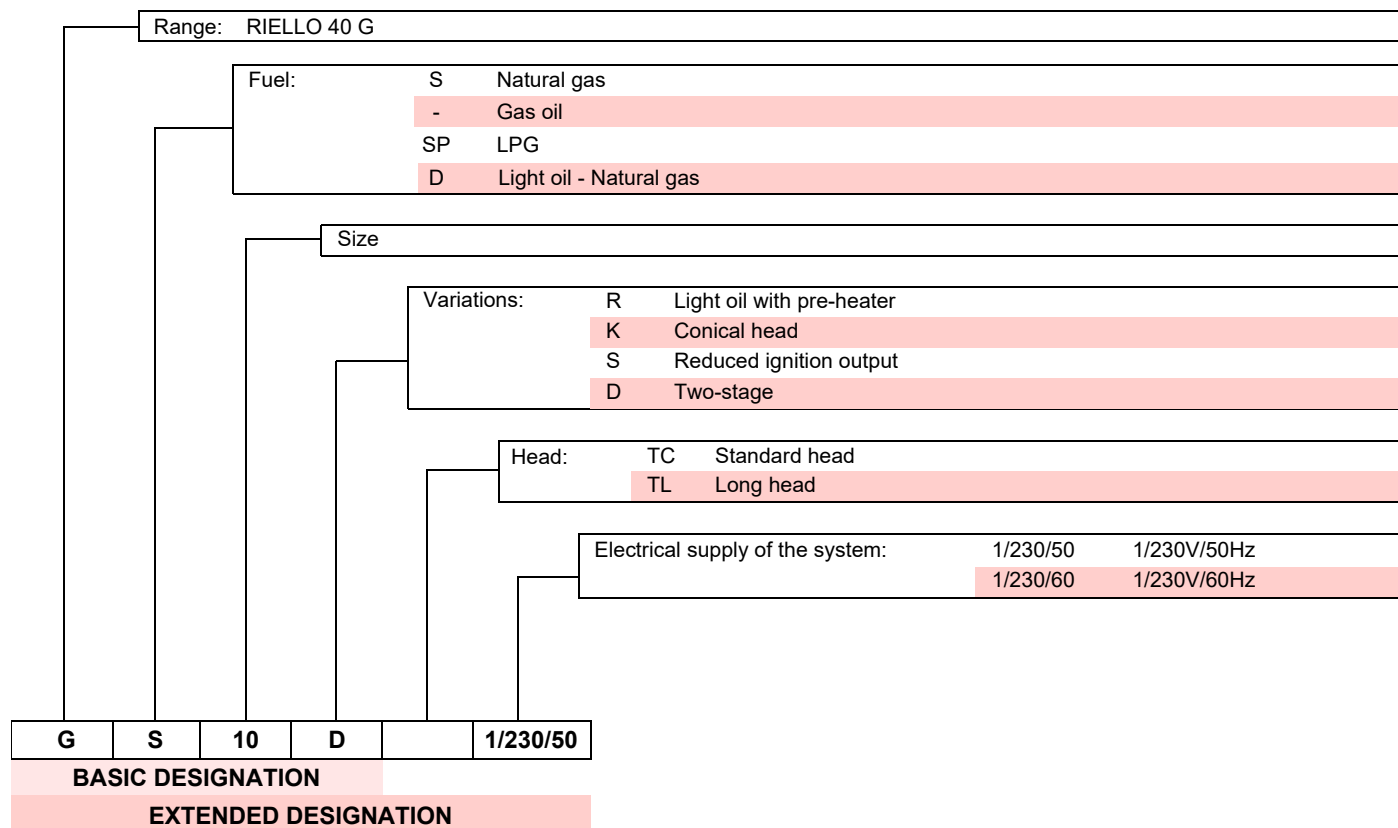 Range: RIELLO 40 G
Fuel: S Natural gas
- Gas oil
SP LPG
D Light oil - Natural gas
Size
Variations: R Light oil with pre-heater
K Conical head
S Reduced ignition output
D Two-stage
Head: TC Standard head
TL Long head
Electrical supply of the system: 1/230/50 1/230V/50Hz
1/230/60 1/230V/60Hz
G S 10 D 1/230/50
BASIC DESIGNATION
EXTENDED DESIGNATION